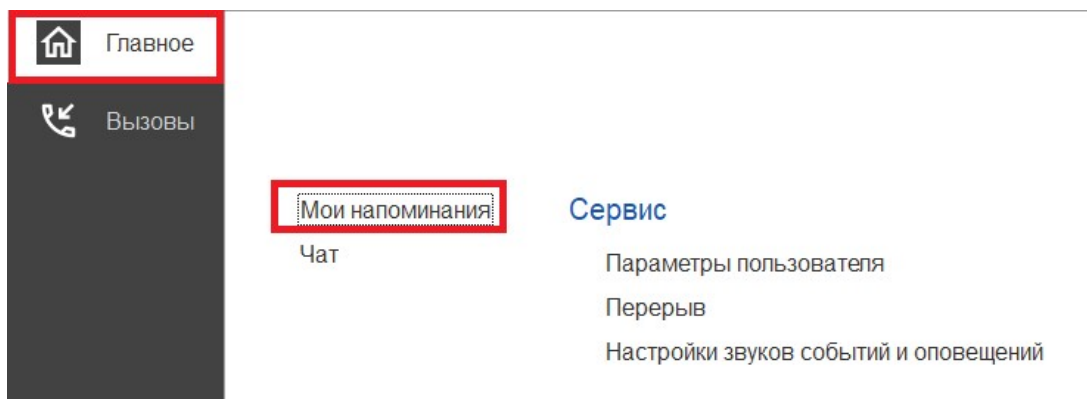 Главное
Вызовы
Мои напоминания
Чат
Сервис
Параметры пользователя
Перерыв
Настройки звуков событий и оповещений